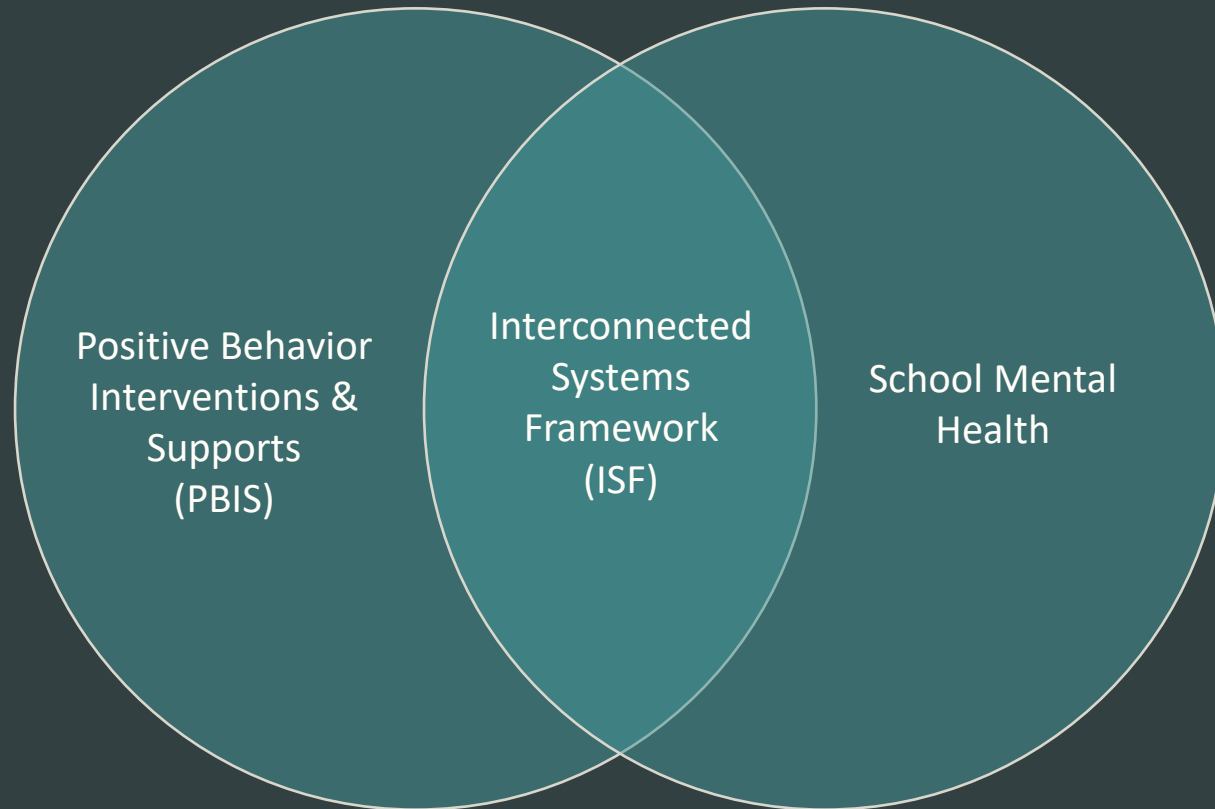 Positive Behavior
Interventions &
Supports
(PBIS)
Interconnected
Systems
Framework
(ISF)
School Mental
Health